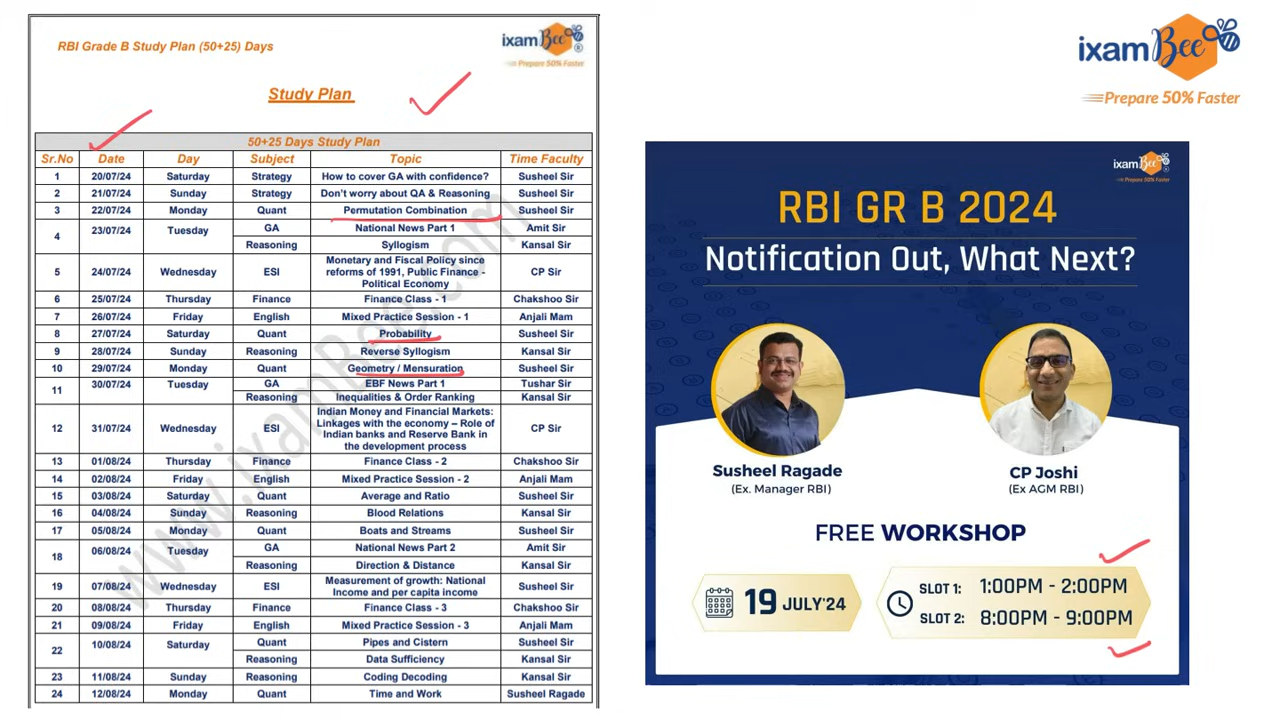 RBI Grade B Study Plan (50+25) Days
ixamBee
Prepare 50% Faster
Study Plan
50+25 Days Study Plan
Sr.No Date Day Subject Topic Time Faculty
1 20/07/24 Saturday Strategy How to cover GA with confidence? Susheel Sir
2 21/07/24 Sunday Strategy Don't worry about QA & Reasoning Susheel Sir
3 22/07/24 Monday Quant Permutation Combination Susheel Sir
4 23/07/24 Tuesday GA National News Part 1 Amit Sir
Reasoning Syllogism Kansal Sir
5 24/07/24 Wednesday ESI Monetary and Fiscal Policy since
reforms of 1991, Public Finance -
Political Economy CP Sir
6 25/07/24 Thursday Finance Finance Class - 1 Chakshoo Sir
7 26/07/24 Friday English Mixed Practice Session - 1 Anjali Mam
8 27/07/24 Saturday Quant Probability Susheel Sir
9 28/07/24 Sunday Reasoning Reverse Syllogism Kansal Sir
10 29/07/24 Monday Quant Geometry / Mensuration Susheel Sir
11 30/07/24 Tuesday GA EBF News Part 1 Tushar Sir
Reasoning Inequalities & Order Ranking Kansal Sir
12 31/07/24 Wednesday ESI Indian Money and Financial Markets:
Linkages with the economy – Role of
Indian banks and Reserve Bank in
the development process CP Sir
13 01/08/24 Thursday Finance Finance Class - 2 Chakshoo Sir
14 02/08/24 Friday English Mixed Practice Session - 2 Anjali Mam
15 03/08/24 Saturday Quant Average and Ratio Susheel Sir
16 04/08/24 Sunday Reasoning Blood Relations Kansal Sir
17 05/08/24 Monday Quant Boats and Streams Susheel Sir
18 06/08/24 Tuesday GA National News Part 2 Amit Sir
Reasoning Direction & Distance Kansal Sir
19 07/08/24 Wednesday ESI Measurement of growth: National
Income and per capita income Susheel Sir
20 08/08/24 Thursday Finance Finance Class - 3 Chakshoo Sir
21 09/08/24 Friday English Mixed Practice Session - 3 Anjali Mam
22 10/08/24 Saturday Quant Pipes and Cistern Susheel Sir
Reasoning Data Sufficiency Kansal Sir
23 11/08/24 Sunday Reasoning Coding Decoding Kansal Sir
24 12/08/24 Monday Quant Time and Work Susheel Ragade
www.ixamBee.com
ixamBee
Prepare 50% Faster
ixamBee
Prepare 50% Faster
RBI GR B 2024
Notification Out, What Next?
Susheel Ragade
(Ex. Manager RBI)
CP Joshi
(Ex AGM RBI)
FREE WORKSHOP
19 JULY'24
SLOT 1: 1:00PM - 2:00PM
SLOT 2: 8:00PM - 9:00PM